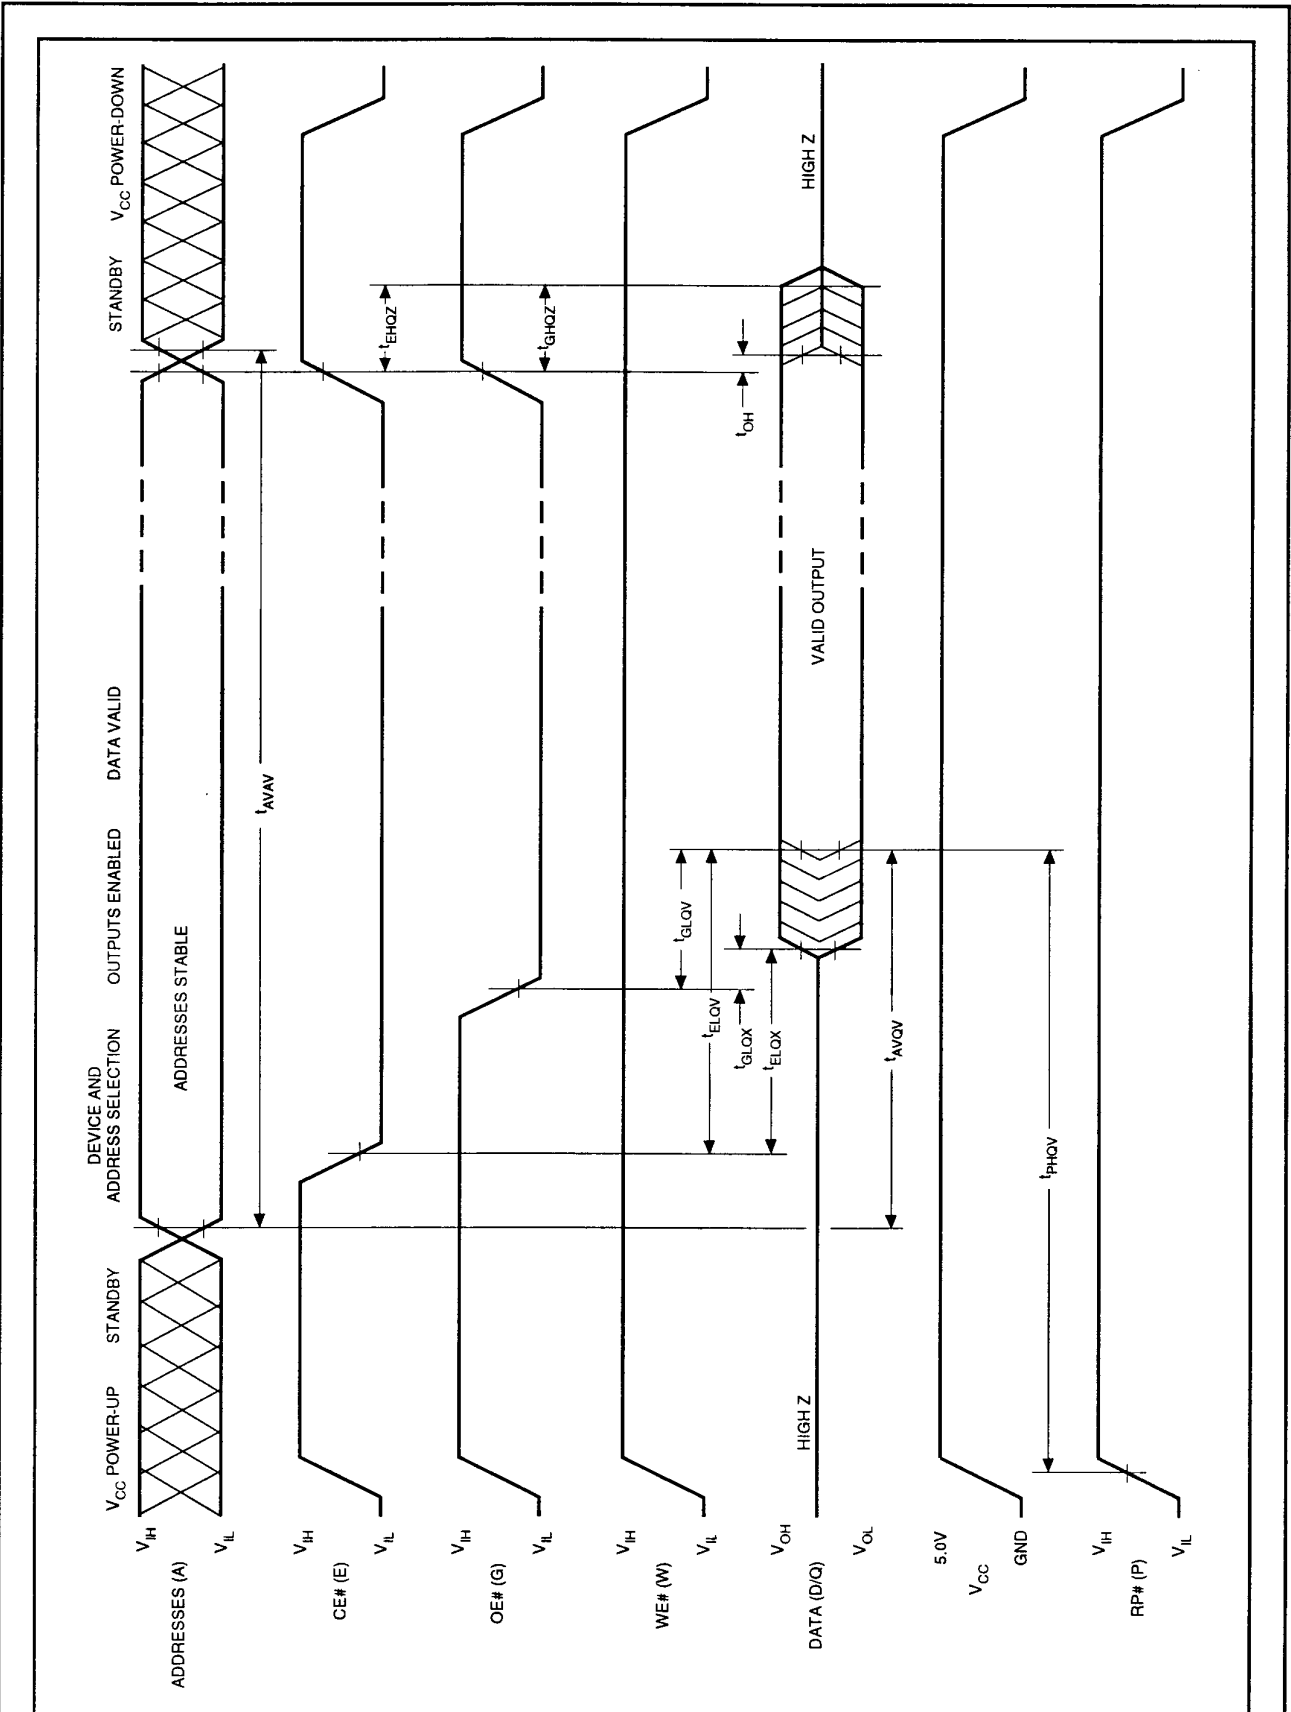 V_CC POWER-UP
STANDBY
DEVICE AND
ADDRESS SELECTION
OUTPUTS ENABLED
DATA VALID
STANDBY
V_CC POWER-DOWN
V_IH
ADDRESSES (A)
V_IL
ADDRESSES STABLE
t_AVAV
V_IH
CE# (E)
V_IL
t_EHQZ
V_IH
OE# (G)
V_IL
t_GHQZ
V_IH
WE# (W)
V_IL
t_GLQV
t_ELQV
t_GLQX
t_ELQX
t_OH
V_OH
DATA (D/Q)
V_OL
HIGH Z
VALID OUTPUT
HIGH Z
t_AVQV
5.0V
V_CC
GND
t_PHQV
V_IH
RP# (P)
V_IL